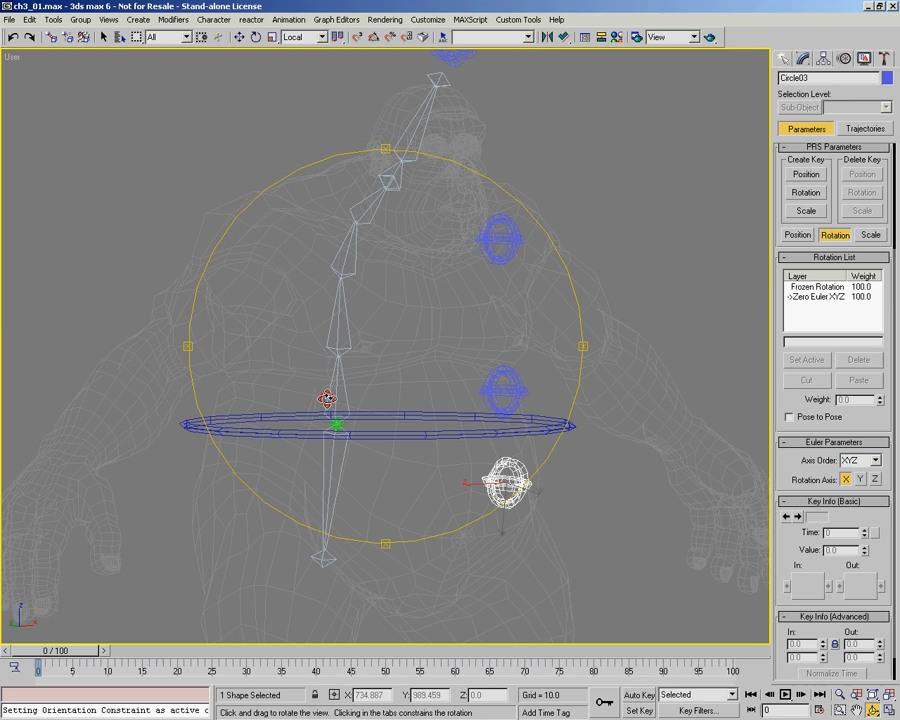 ch3_01.max - 3ds max 6 - Not for Resale - Stand-alone License
File Edit Tools Group Views Create Modifiers Character reactor Animation Graph Editors Rendering Customize MAXScript Custom Tools Help
All Local View
User
Circle03
Selection Level:
Sub-Object
Parameters Trajectories
- PRS Parameters
Create Key Delete Key
Position Position
Rotation Rotation
Scale Scale
Position Rotation Scale
- Rotation List
Layer Weight
Frozen Rotation 100.0
->Zero Euler XYZ 100.0
Set Active Delete
Cut Paste
Weight: 0.0
Pose to Pose
- Euler Parameters
Axis Order: XYZ
Rotation Axis: X Y Z
- Key Info (Basic)
Time: 0
Value: 0.0
In: Out:
- Key Info (Advanced)
In: Out:
0.0 0.0
0.0 0.0
Normalize Time
z
x
< 0 / 100 >
0 5 10 15 20 25 30 35 40 45 50 55 60 65 70 75 80 85 90 95 100
1 Shape Selected X: 734.887 Y: 989.459 Z: 0.0 Grid = 10.0 Auto Key Selected
Setting Orientation Constraint as active c Click and drag to rotate the view. Clicking in the tabs constrains the rotation Add Time Tag Set Key Key Filters... 0